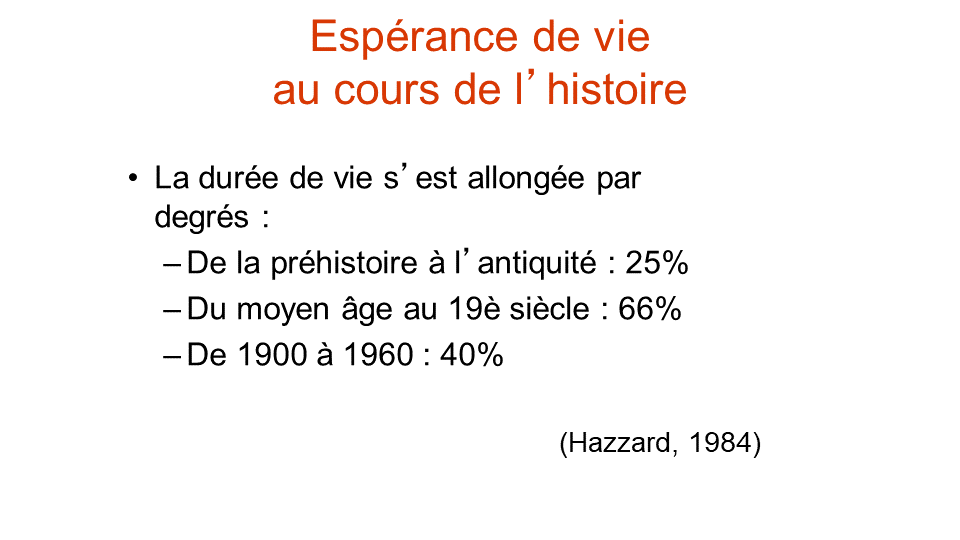 Espérance de vie
au cours de l’histoire
• La durée de vie s’est allongée par
degrés :
– De la préhistoire à l’antiquité : 25%
– Du moyen âge au 19è siècle : 66%
– De 1900 à 1960 : 40%
(Hazzard, 1984)